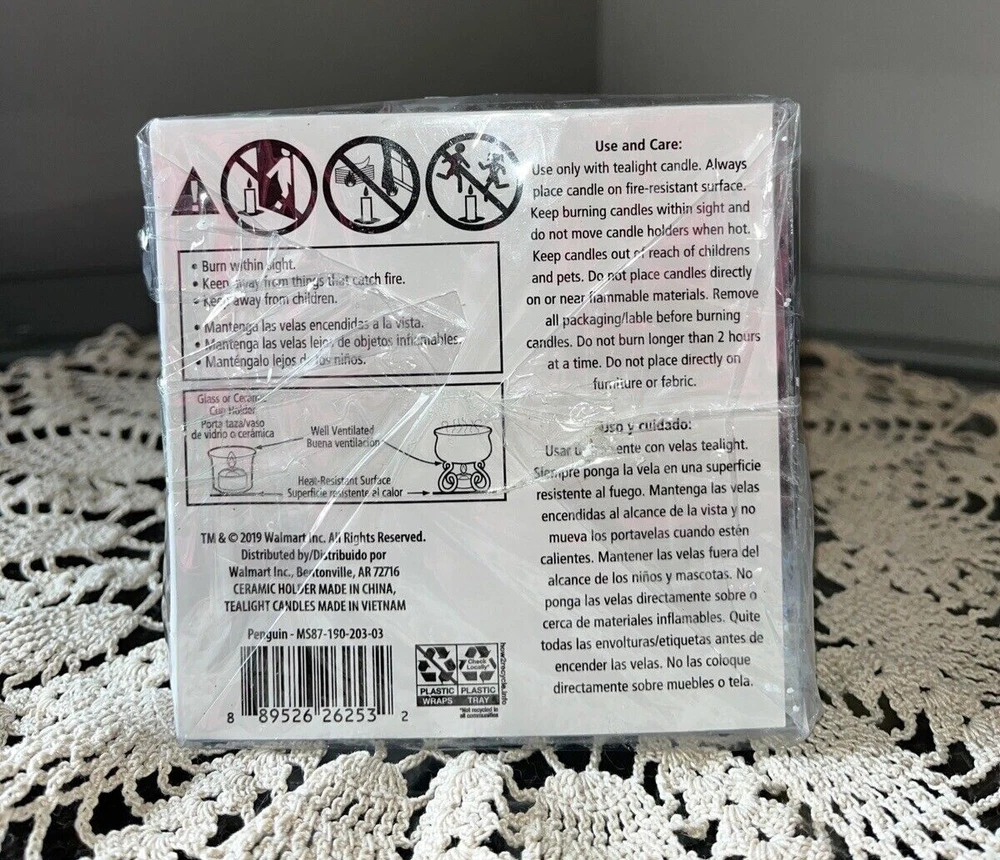 • Burn within sight.
• Keep away from things that catch fire.
• Keep away from children.
• Mantenga las velas encendidas a la vista.
• Mantenga las velas lejos de objetos inflamables.
• Manténgalo lejos de los niños.
Glass or Ceramic
Cup Holder
Porta taza/vaso
de vidrio o cerámica
Well Ventilated
Buena ventilación
Heat-Resistant Surface
Superficie resistente al calor
TM & © 2019 Walmart Inc. All Rights Reserved.
Distributed by/Distribuido por
Walmart Inc., Bentonville, AR 72716
CERAMIC HOLDER MADE IN CHINA,
TEALIGHT CANDLES MADE IN VIETNAM
Penguin - MS87-190-203-03
8 89526 26253 2
Check
Locally*
PLASTIC PLASTIC
WRAPS TRAY
*Not recycled in
all communities
how2recycle.info
Use and Care:
Use only with tealight candle. Always
place candle on fire-resistant surface.
Keep burning candles within sight and
do not move candle holders when hot.
Keep candles out of reach of childrens
and pets. Do not place candles directly
on or near flammable materials. Remove
all packaging/lable before burning
candles. Do not burn longer than 2 hours
at a time. Do not place directly on
furniture or fabric.
Uso y cuidado:
Usar con velas tealight.
Siempre ponga la vela en una superficie
resistente al fuego. Mantenga las velas
encendidas al alcance de la vista y no
mueva los portavelas cuando estén
calientes. Mantener las velas fuera del
alcance de los niños y mascotas. No
ponga las velas directamente sobre o
cerca de materiales inflamables. Quite
todas las envolturas/etiquetas antes de
encender las velas. No las coloque
directamente sobre muebles o tela.